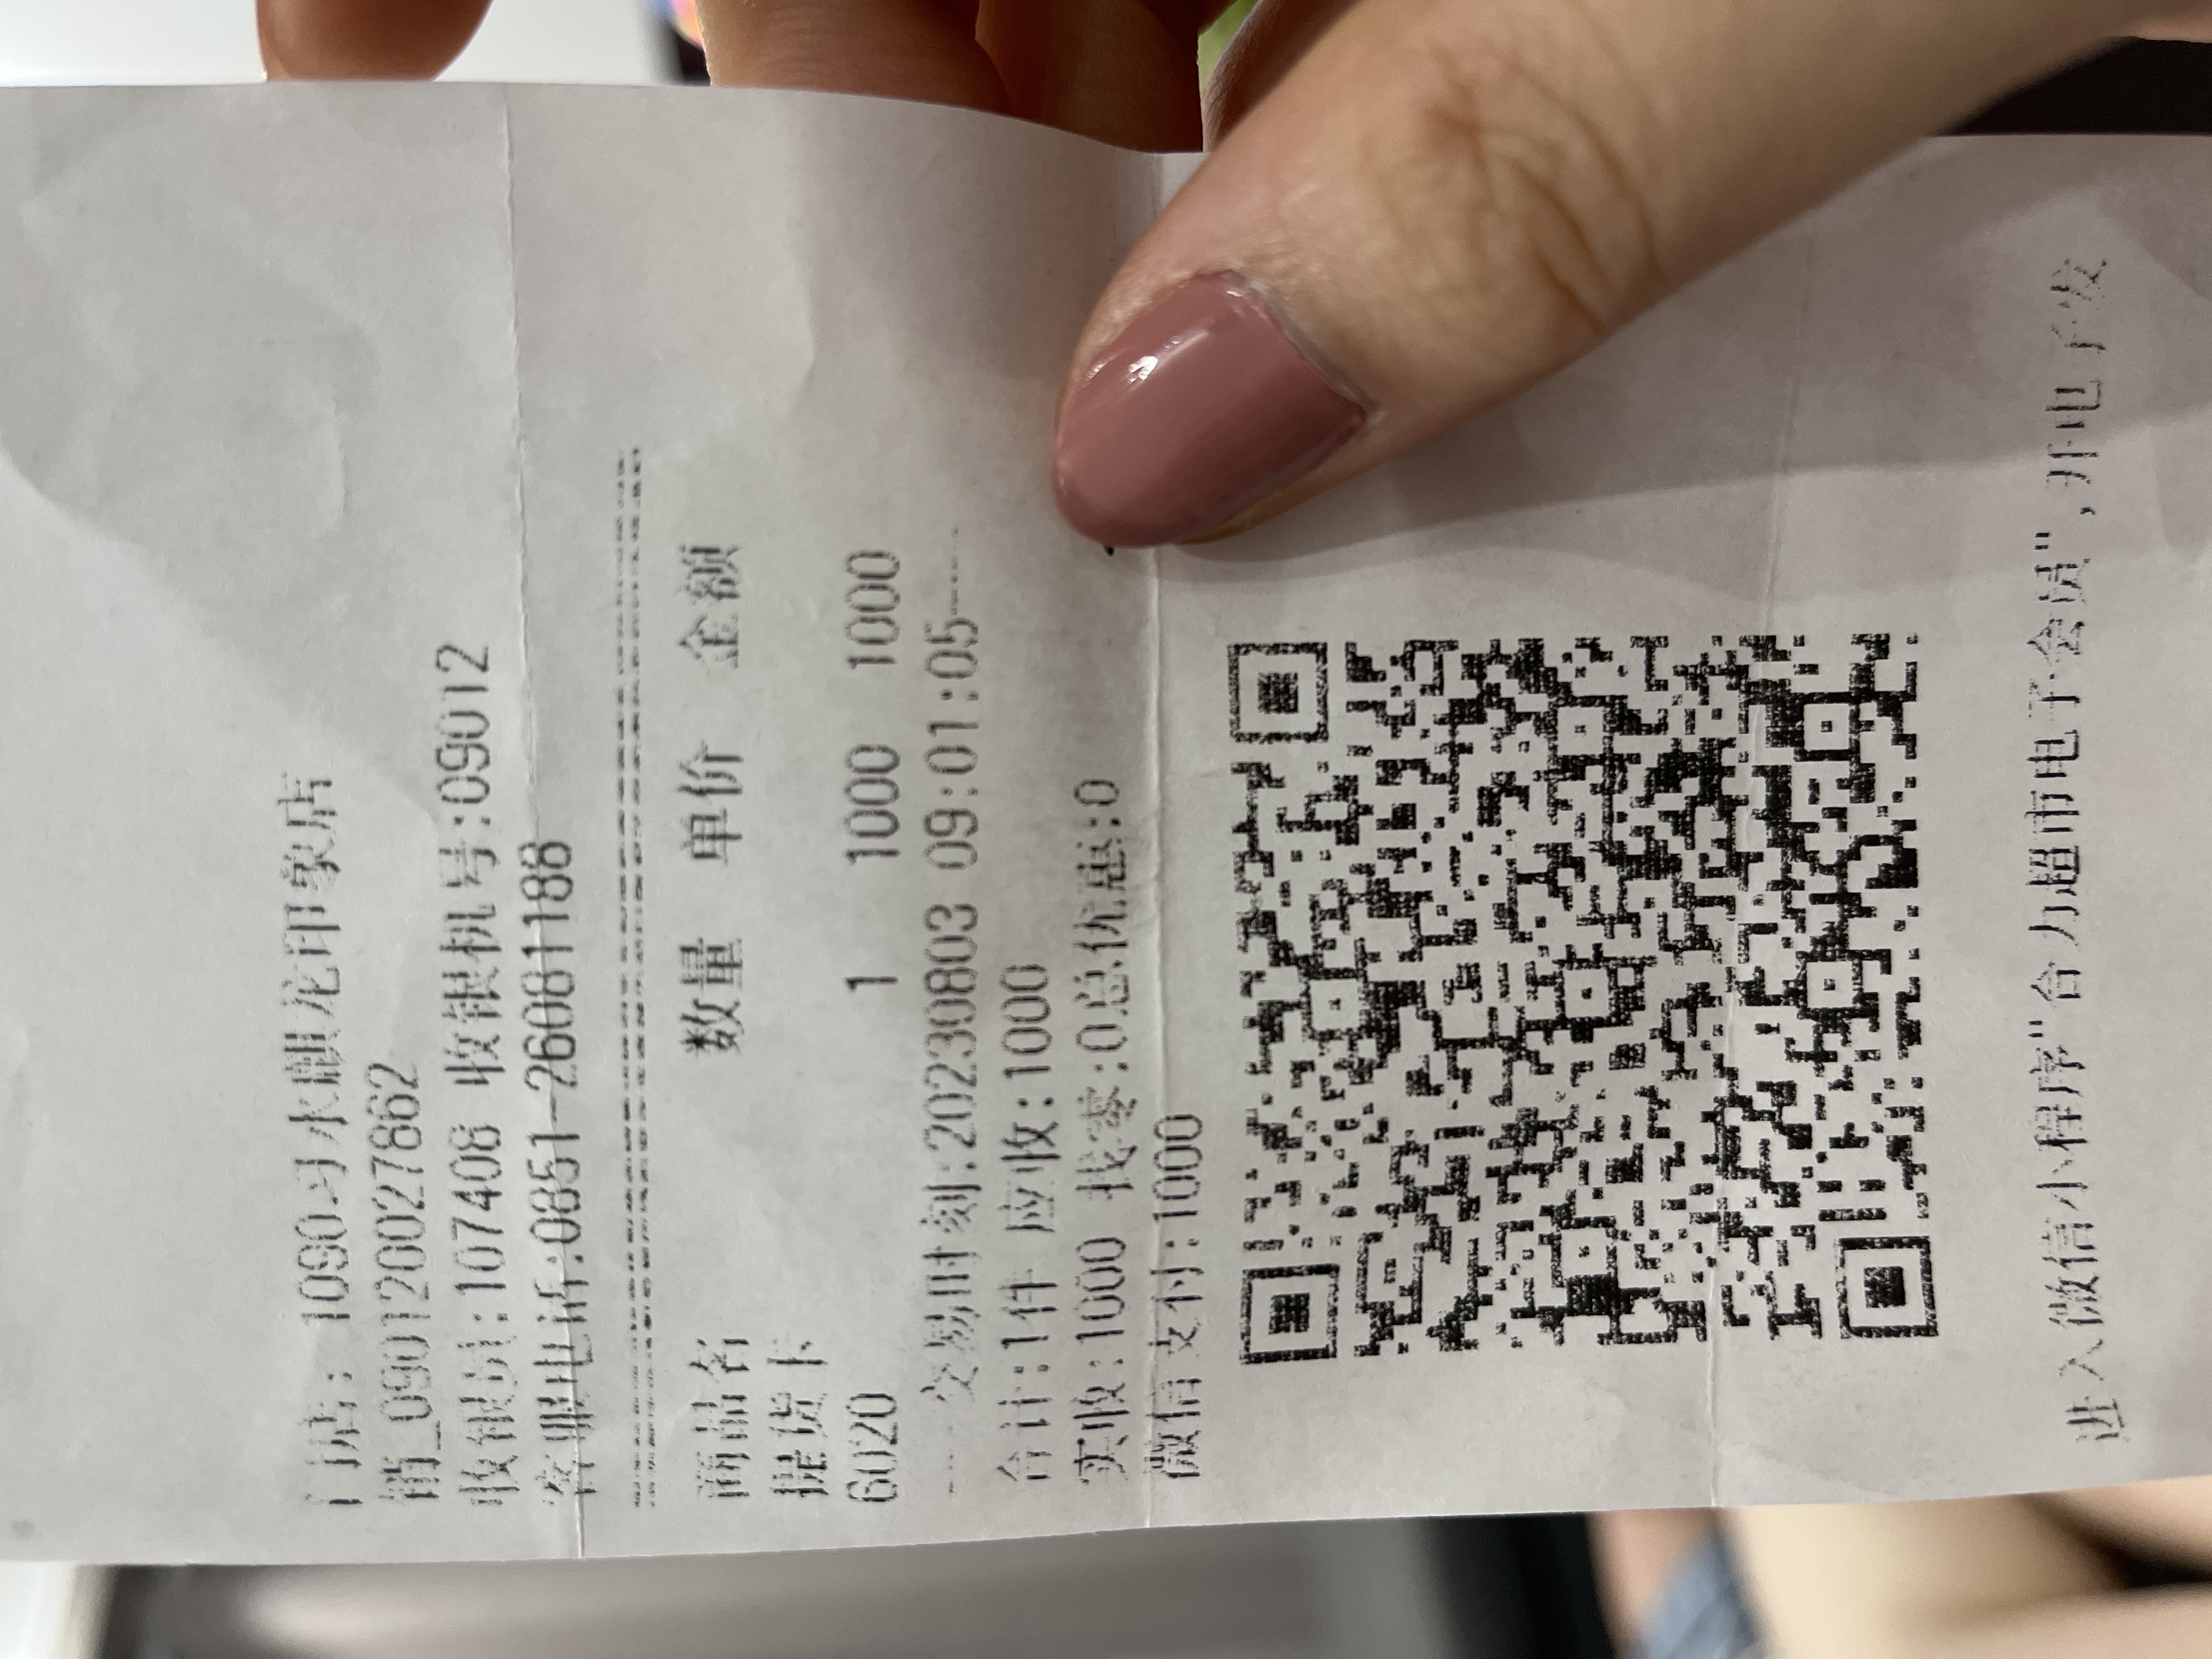 门店: 1090-习水麒龙印象店
销_090120027862
收银员:107408 收银机号:09012
客服电话:0851-26081188
商品名 数量 单价 金额
提货卡
6020 1 1000 1000
交易时刻:20230803 09:01:05
合计:1件 应收:1000
实收:1000 找零:0总优惠:0
微信支付:1000
进入微信小程序"合力超市电子会员",开电子发